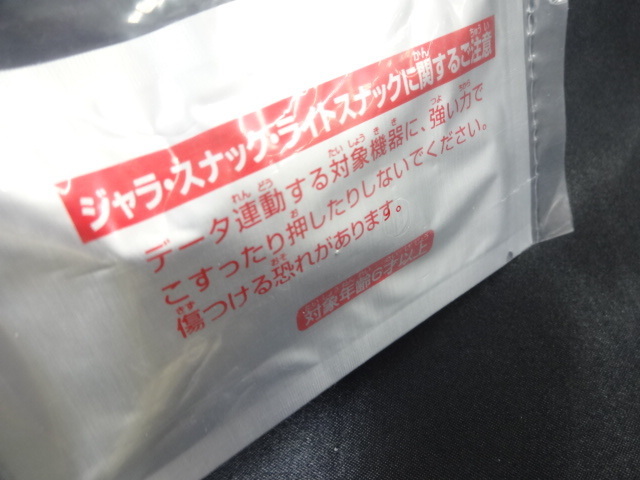 ジャラ・スナック・ライトスナックに関するご注意
データ連動する対象機器に、強い力で
こすったり押したりしないでください。
傷つける恐れがあります。
対象年齢6才以上